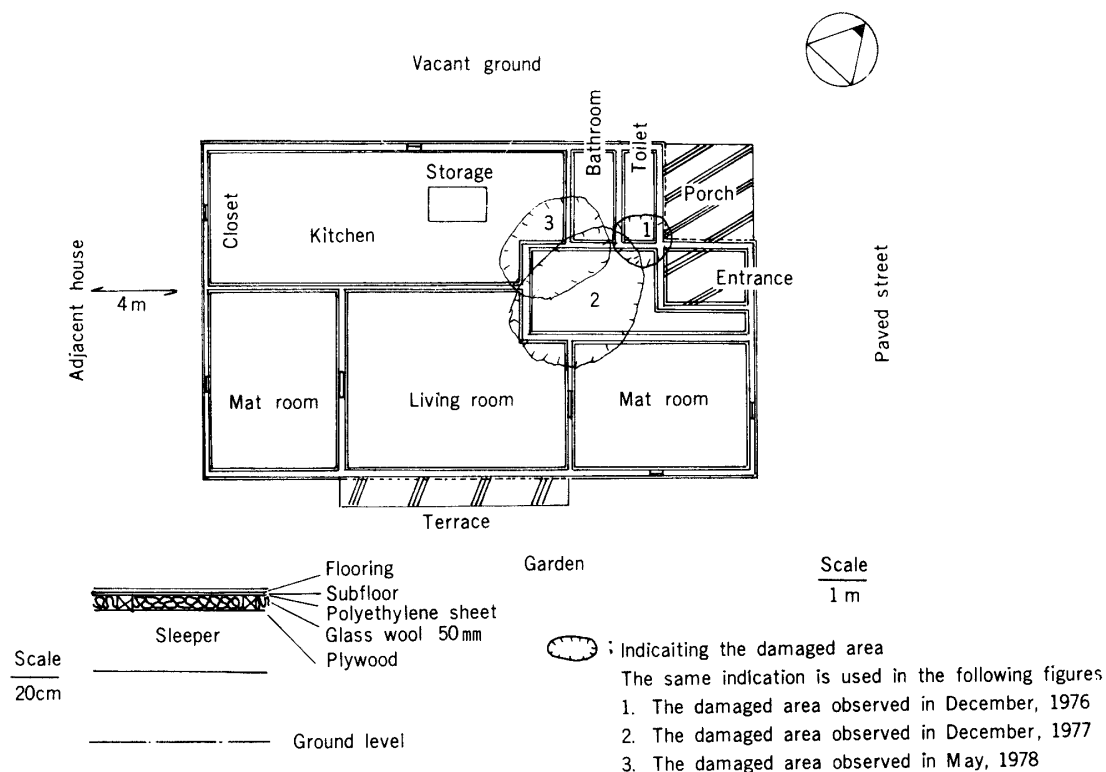 Vacant ground
Bathroom
Toilet
Storage
Porch
Closet
Kitchen
3
1
Entrance
Adjacent house
4m
2
Paved street
Mat room
Living room
Mat room
Terrace
Garden
Scale
1 m
Flooring
Subfloor
Polyethylene sheet
Glass wool 50mm
Plywood
Sleeper
Scale
20cm
Ground level
; Indicaiting the damaged area
The same indication is used in the following figures
1. The damaged area observed in December, 1976
2. The damaged area observed in December, 1977
3. The damaged area observed in May, 1978